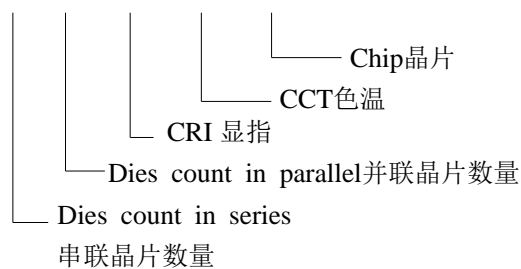 Chip晶片
CCT色温
CRI 显指
Dies count in parallel并联晶片数量
Dies count in series
串联晶片数量